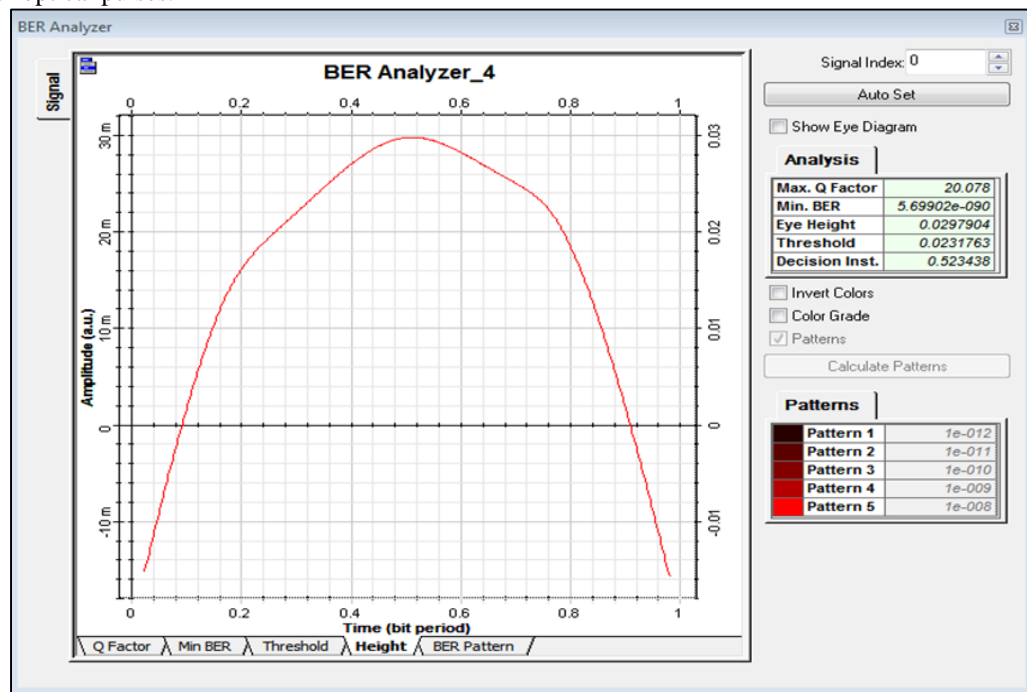 optical pulses.
BER Analyzer
Signal
BER Analyzer_4
0 0.2 0.4 0.6 0.8 1
Amplitude (a.u.)
30 m
20 m
10 m
0
-10 m
0.03
0.02
0.01
0
-0.01
0 0.2 0.4 0.6 0.8 1
Time (bit period)
Q Factor Min BER Threshold Height BER Pattern
Signal Index: 0
Auto Set
Show Eye Diagram
Analysis
Max. Q Factor 20.078
Min. BER 5.69902e-090
Eye Height 0.0297904
Threshold 0.0231763
Decision Inst. 0.523438
Invert Colors
Color Grade
Patterns
Calculate Patterns
Patterns
Pattern 1 1e-012
Pattern 2 1e-011
Pattern 3 1e-010
Pattern 4 1e-009
Pattern 5 1e-008